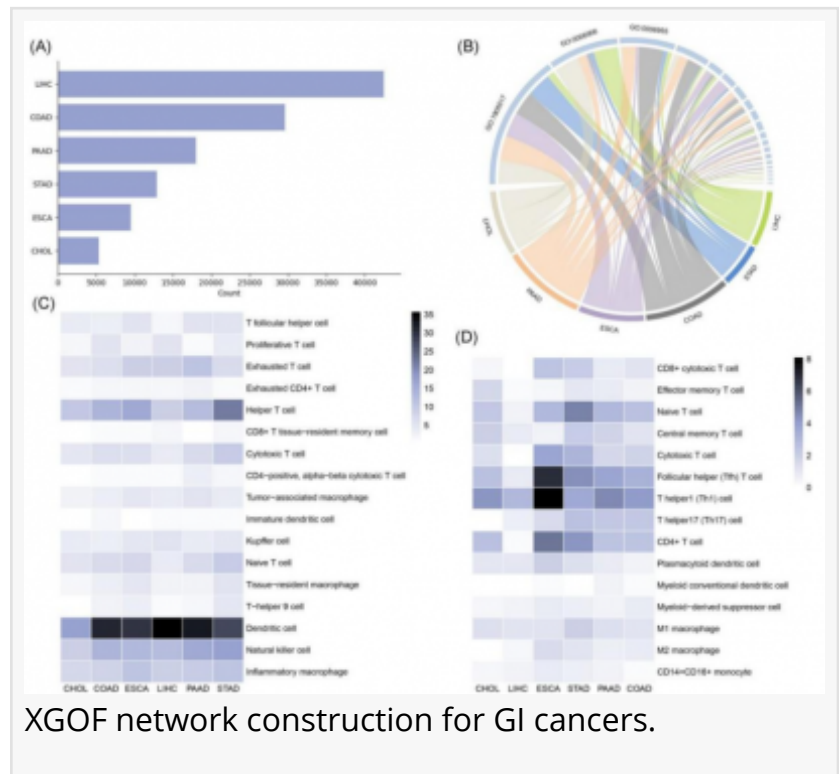 (A)
LIHC
COAD
PAAD
STAD
ESCA
CHOL
0 5000 10000 15000 20000 25000 30000 35000 40000
Count
(B)
CHOL
PAAD
ESCA
COAD
STAD
LIHC
(C)
T follicular helper cell
Proliferative T cell
Exhausted T cell
Exhausted CD4+ T cell
Helper T cell
CD8+ T tissue-resident memory cell
Cytotoxic T cell
CD4-positive, alpha-beta cytotoxic T cell
Tumor-associated macrophage
Immature dendritic cell
Kupffer cell
Naive T cell
Tissue-resident macrophage
T-helper 9 cell
Dendritic cell
Natural killer cell
Inflammatory macrophage
CHOL COAD ESCA LIHC PAAD STAD
35
30
25
20
15
10
5
(D)
CD8+ cytotoxic T cell
Effector memory T cell
Naive T cell
Central memory T cell
Cytotoxic T cell
Follicular helper (Tfh) T cell
T helper1 (Th1) cell
T helper17 (Th17) cell
CD4+ T cell
Plasmacytoid dendritic cell
Myeloid conventional dendritic cell
Myeloid-derived suppressor cell
M1 macrophage
M2 macrophage
CD14+CD16+ monocyte
CHOL LIHC ESCA STAD PAAD COAD
8
6
4
2
0
XGOF network construction for GI cancers.